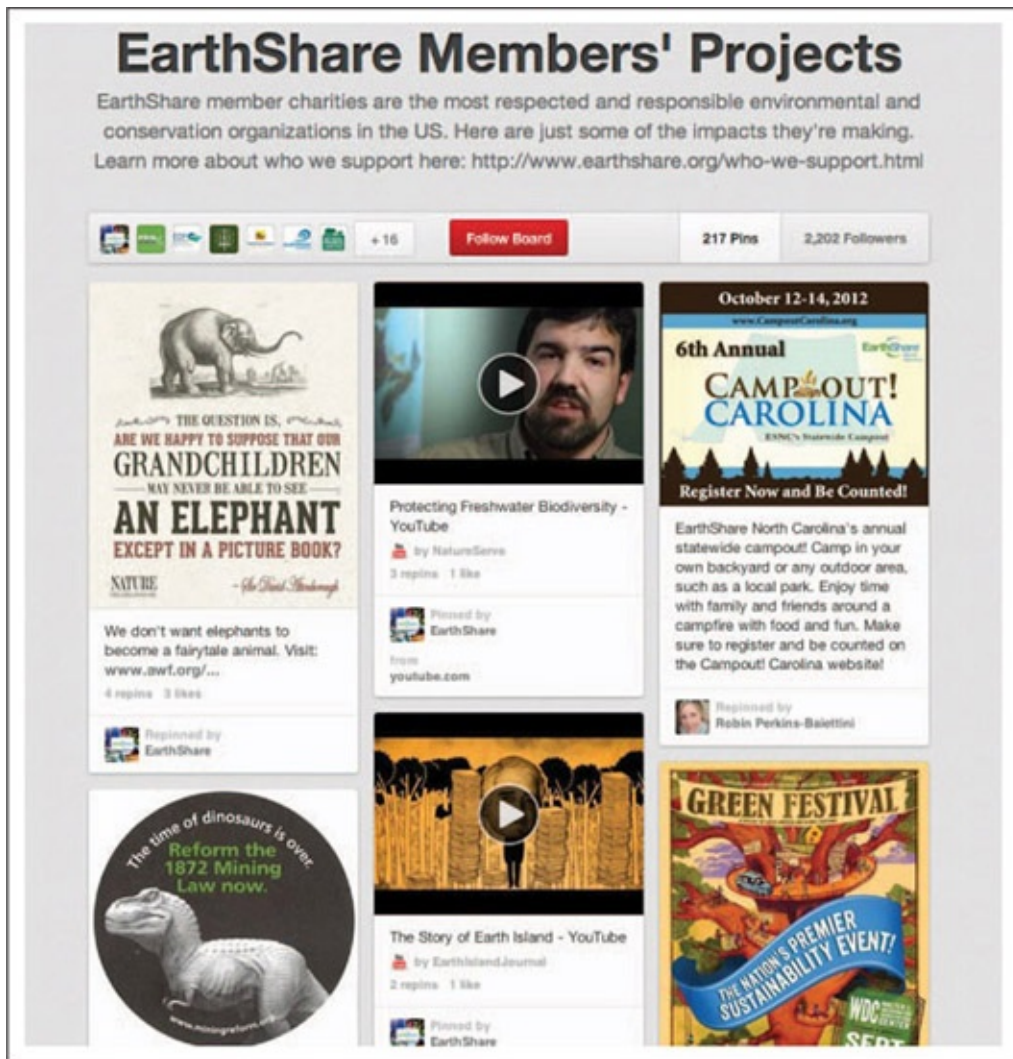 EarthShare Members' Projects
EarthShare member charities are the most respected and responsible environmental and
conservation organizations in the US. Here are just some of the impacts they're making.
Learn more about who we support here: http://www.earthshare.org/who-we-support.html
+ 16
Follow Board
217 Pins
2,202 Followers
THE QUESTION IS,
ARE WE HAPPY TO SUPPOSE THAT OUR
GRANDCHILDREN
MAY NEVER BE ABLE TO SEE
AN ELEPHANT
EXCEPT IN A PICTURE BOOK?
NATURE
We don't want elephants to
become a fairytale animal. Visit:
www.awf.org/...
4 repins 3 likes
Repinned by
EarthShare
The time of dinosaurs is over.
Reform the
1872 Mining
Law now.
www.miningreform.org
Protecting Freshwater Biodiversity -
YouTube
by NatureServe
3 repins 1 like
Pinned by
EarthShare
from
youtube.com
The Story of Earth Island - YouTube
by EarthIslandJournal
2 repins 1 like
Pinned by
EarthShare
October 12-14, 2012
www.CampoutCarolina.org
6th Annual
EarthShare
CAMPOUT!
CAROLINA
ESNC's Statewide Campout
Register Now and Be Counted!
EarthShare North Carolina's annual
statewide campout! Camp in your
own backyard or any outdoor area,
such as a local park. Enjoy time
with family and friends around a
campfire with food and fun. Make
sure to register and be counted on
the Campout! Carolina website!
Repinned by
Robin Perkins-Baiettini
GREEN FESTIVAL
THE NATION'S PREMIER
SUSTAINABILITY EVENT!
WDC
SEPT